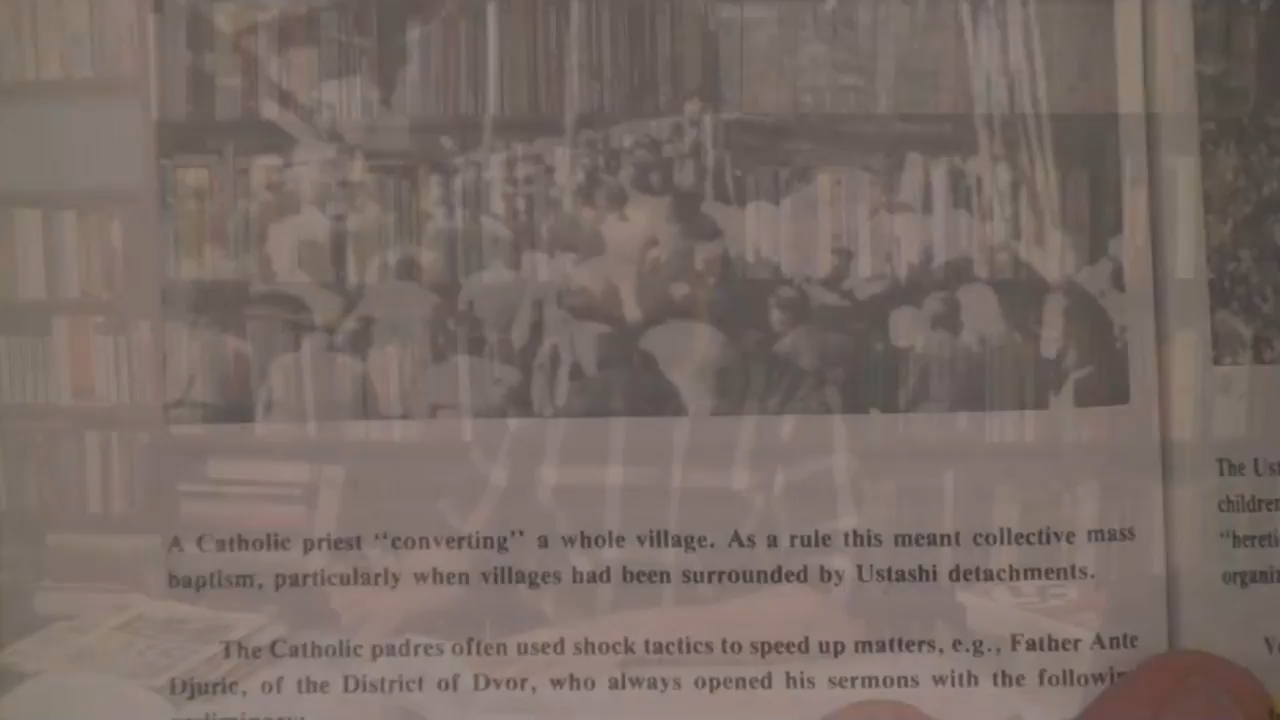 A Catholic priest "converting" a whole village. As a rule this meant collective mass
baptism, particularly when villages had been surrounded by Ustashi detachments.
The Catholic padres often used shock tactics to speed up matters, e.g., Father Ante
Djuric, of the District of Dvor, who always opened his sermons with the followin
The Ust
children
"hereti
organiz